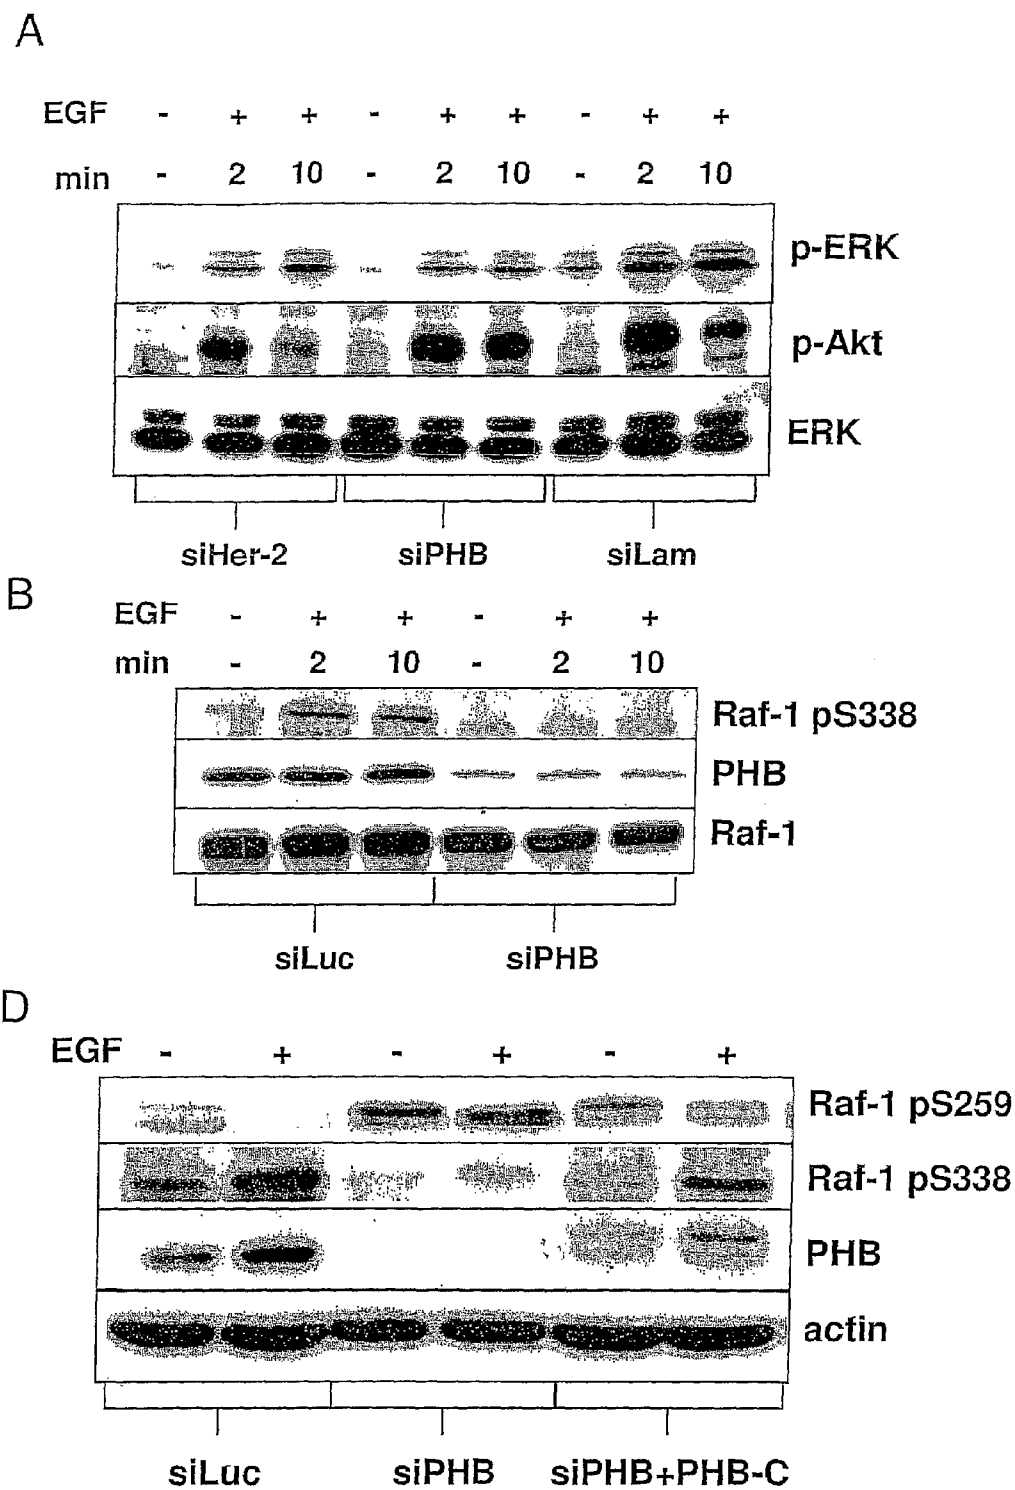 A
EGF - + + - + + - + +
min - 2 10 - 2 10 - 2 10
p-ERK
p-Akt
ERK
siHer-2 siPHB siLam
B
EGF - + + - + +
min - 2 10 - 2 10
Raf-1 pS338
PHB
Raf-1
siLuc siPHB
D
EGF - + - + - +
Raf-1 pS259
Raf-1 pS338
PHB
actin
siLuc siPHB siPHB+PHB-C